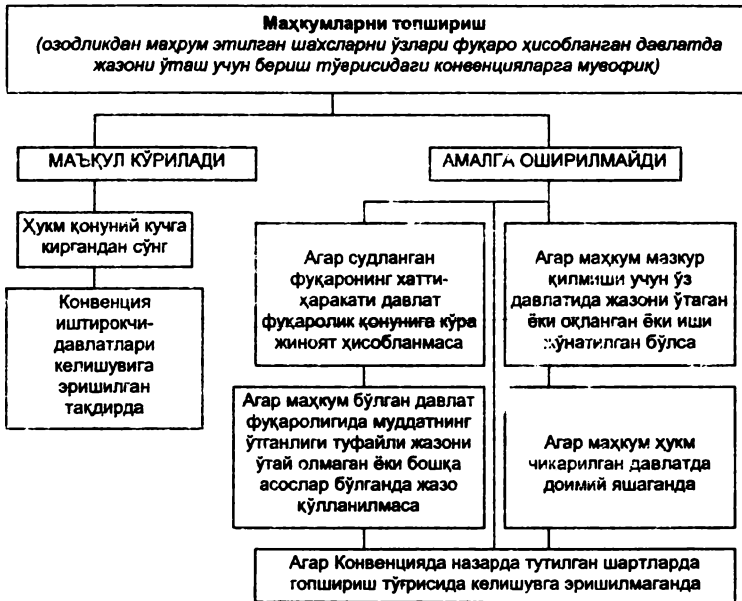 Маҳкумларни топшириш
(озодликдан маҳрум этилган шахсларни ўзлари фуқаро ҳисобланган давлатда
жазони ўташ учун бериш тўғрисидаги конвенцияларга мувофиқ)
МАЪҚУЛ КЎРИЛАДИ
АМАЛГА ОШИРИЛМАЙДИ
Ҳукм қонуний кучга
киргандан сўнг
Конвенция
иштирокчи-
давлатлари
келишувига
эришилган
тақдирда
Агар судланган
фуқаронинг хатти-
ҳаракати давлат
фуқаролик қонунига кўра
жиноят ҳисобланмаса
Агар маҳкум мазкур
қилмиши учун ўз
давлатида жазони ўтаган
ёки оқланган ёки иши
жўнатилган бўлса
Агар маҳкум бўлган давлат
фуқаролигида муддатнинг
ўтганлиги туфайли жазони
ўтай олмаган ёки бошқа
асослар бўлганда жазо
қўлланилмаса
Агар маҳкум ҳукм
чикарилган давлатда
доимий яшаганда
Агар Конвенцияда назарда тутилган шартларда
топшириш тўғрисида келишувга эришилмаганда